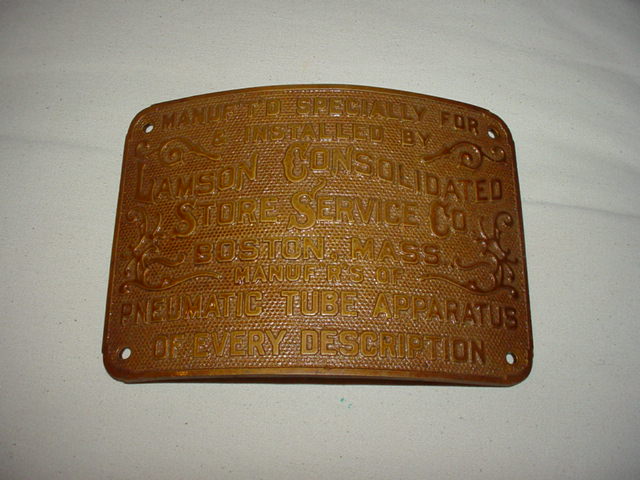 MANUF'T'D SPECIALLY FOR
& INSTALLED BY
LAMSON CONSOLIDATED
STORE SERVICE CO
BOSTON, MASS.
MANUF'R'S OF
PNEUMATIC TUBE APPARATUS
OF EVERY DESCRIPTION